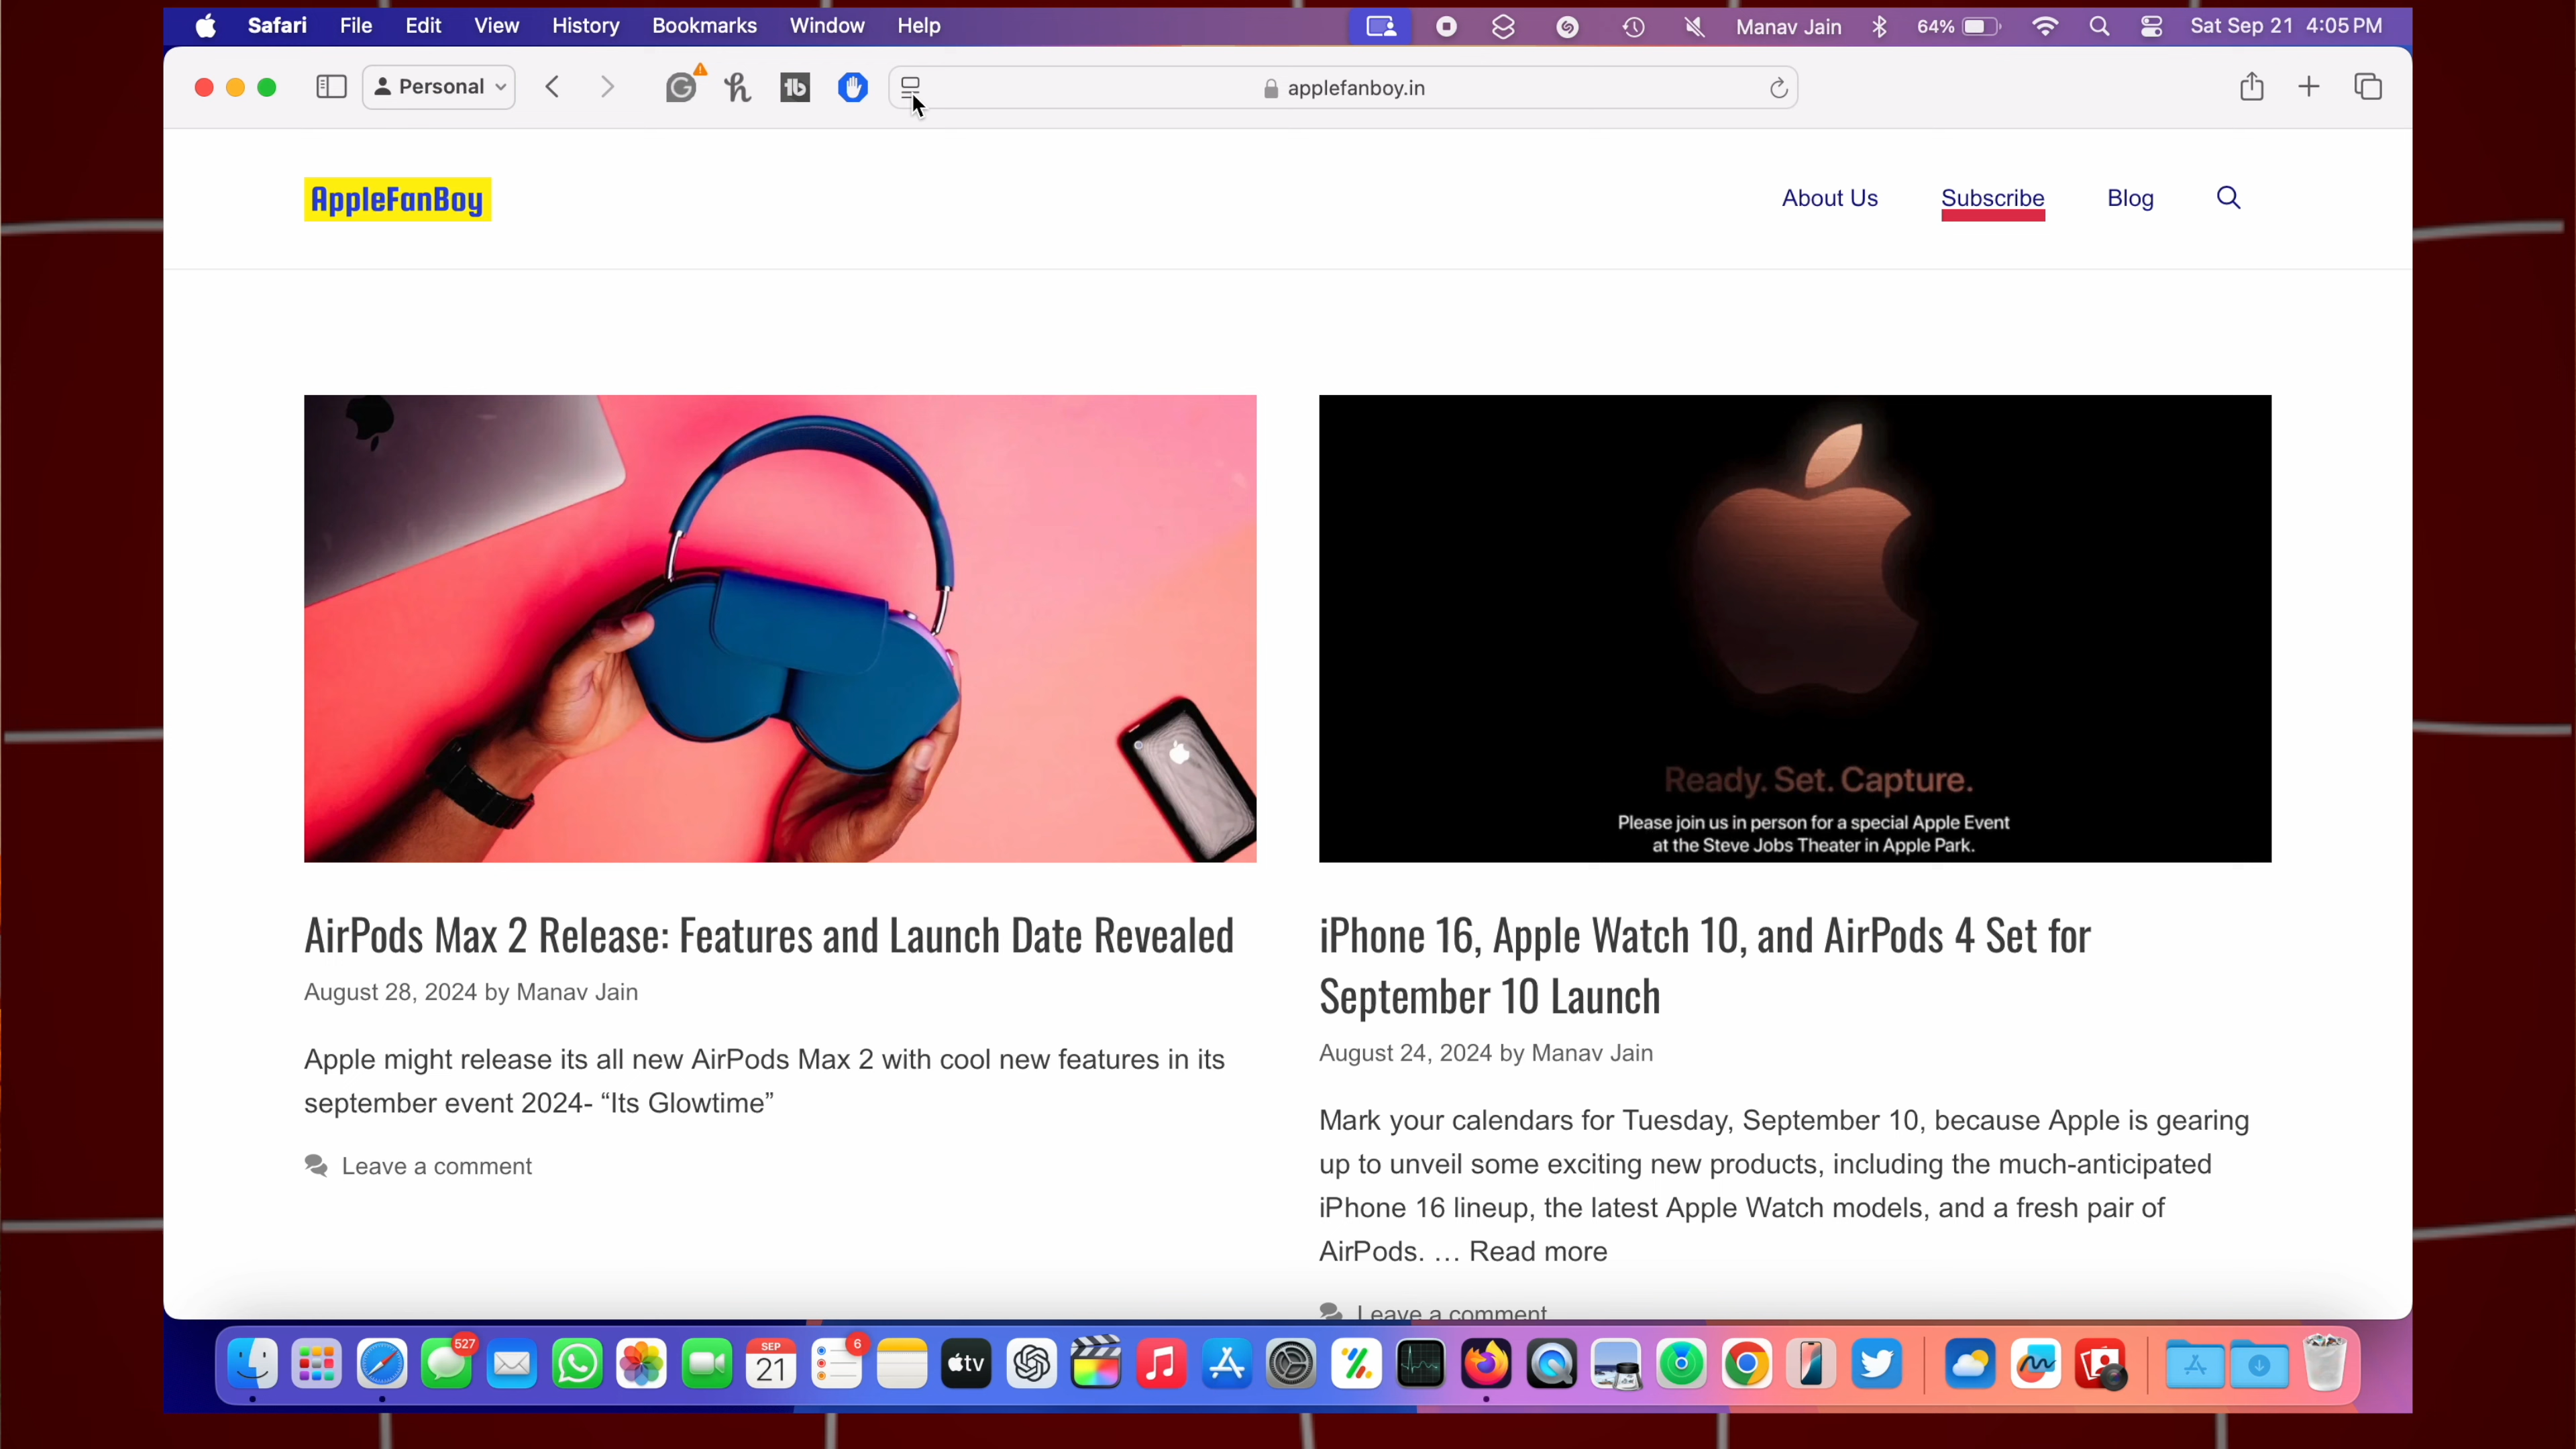 Safari File Edit View History Bookmarks Window Help Manav Jain 64% Sat Sep 21 4:05 PM
Personal applefanboy.in
AppleFanBoy About Us Subscribe Blog
Ready. Set. Capture.
Please join us in person for a special Apple Event
at the Steve Jobs Theater in Apple Park.
AirPods Max 2 Release: Features and Launch Date Revealed
August 28, 2024 by Manav Jain
Apple might release its all new AirPods Max 2 with cool new features in its
september event 2024- “Its Glowtime”
Leave a comment
iPhone 16, Apple Watch 10, and AirPods 4 Set for
September 10 Launch
August 24, 2024 by Manav Jain
Mark your calendars for Tuesday, September 10, because Apple is gearing
up to unveil some exciting new products, including the much-anticipated
iPhone 16 lineup, the latest Apple Watch models, and a fresh pair of
AirPods. … Read more
Leave a comment
527 SEP 21 6 tv